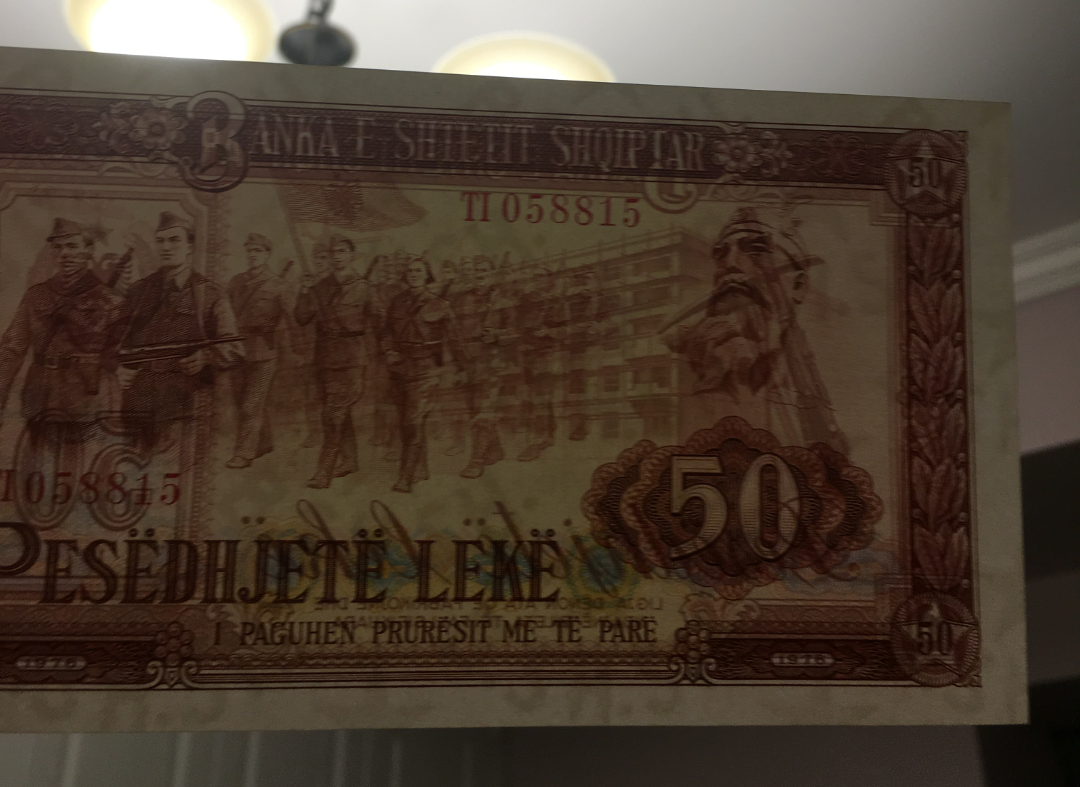 BANKA E SHTETIT SHQIPTAR
50
TI 058815
TI 058815
50
PESËDHJETË LEKË
I PAGUHEN PRURËSIT ME TË PARË
1976
1976
50